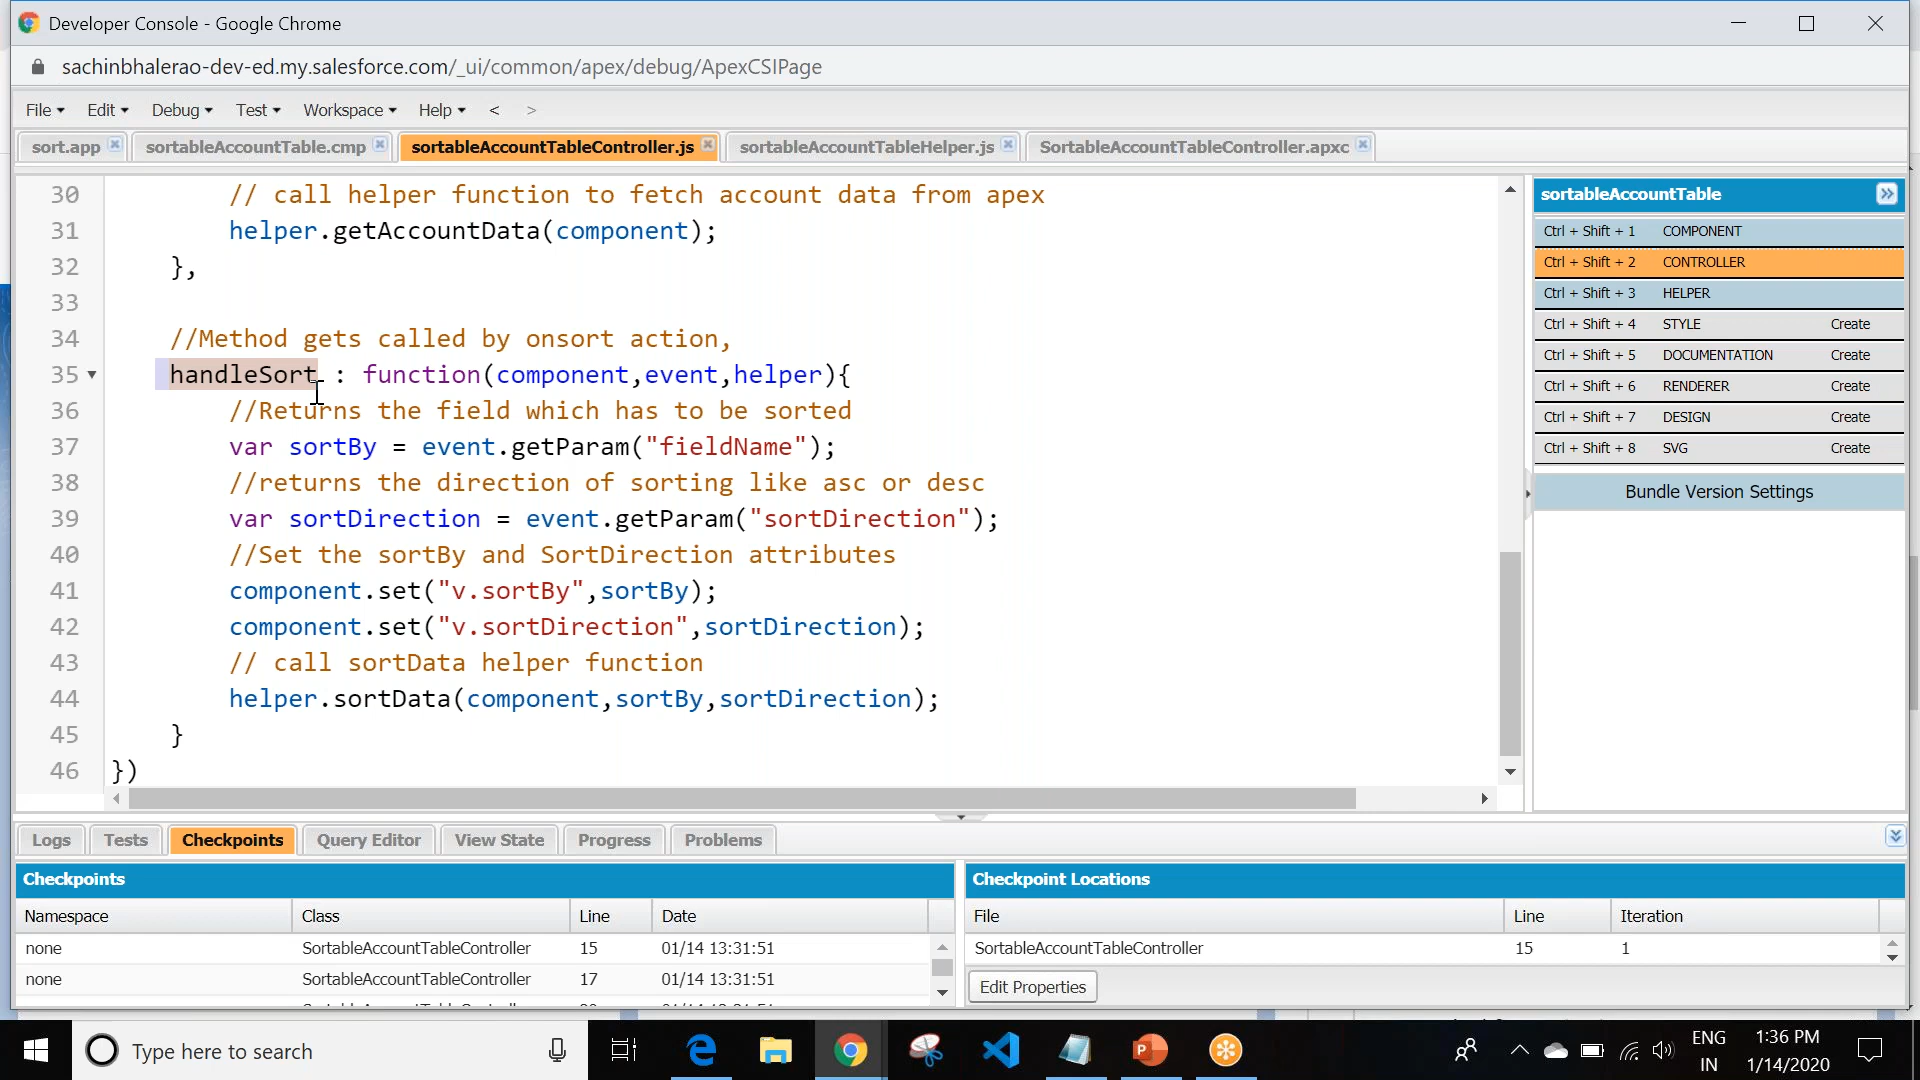 Developer Console - Google Chrome
sachinbhalerao-dev-ed.my.salesforce.com/_ui/common/apex/debug/ApexCSIPage
File Edit Debug Test Workspace Help < >
sort.app sortableAccountTable.cmp sortableAccountTableController.js sortableAccountTableHelper.js SortableAccountTableController.apxc
30 // call helper function to fetch account data from apex
31 helper.getAccountData(component);
32 },
33
34 //Method gets called by onsort action,
35 handleSort : function(component,event,helper){
36 //Returns the field which has to be sorted
37 var sortBy = event.getParam("fieldName");
38 //returns the direction of sorting like asc or desc
39 var sortDirection = event.getParam("sortDirection");
40 //Set the sortBy and SortDirection attributes
41 component.set("v.sortBy",sortBy);
42 component.set("v.sortDirection",sortDirection);
43 // call sortData helper function
44 helper.sortData(component,sortBy,sortDirection);
45 }
46 })
sortableAccountTable
Ctrl + Shift + 1 COMPONENT
Ctrl + Shift + 2 CONTROLLER
Ctrl + Shift + 3 HELPER
Ctrl + Shift + 4 STYLE Create
Ctrl + Shift + 5 DOCUMENTATION Create
Ctrl + Shift + 6 RENDERER Create
Ctrl + Shift + 7 DESIGN Create
Ctrl + Shift + 8 SVG Create
Bundle Version Settings
Logs Tests Checkpoints Query Editor View State Progress Problems
Checkpoints
Namespace Class Line Date
none SortableAccountTableController 15 01/14 13:31:51
none SortableAccountTableController 17 01/14 13:31:51
Checkpoint Locations
File Line Iteration
SortableAccountTableController 15 1
Edit Properties
Type here to search
ENG
IN
1:36 PM
1/14/2020